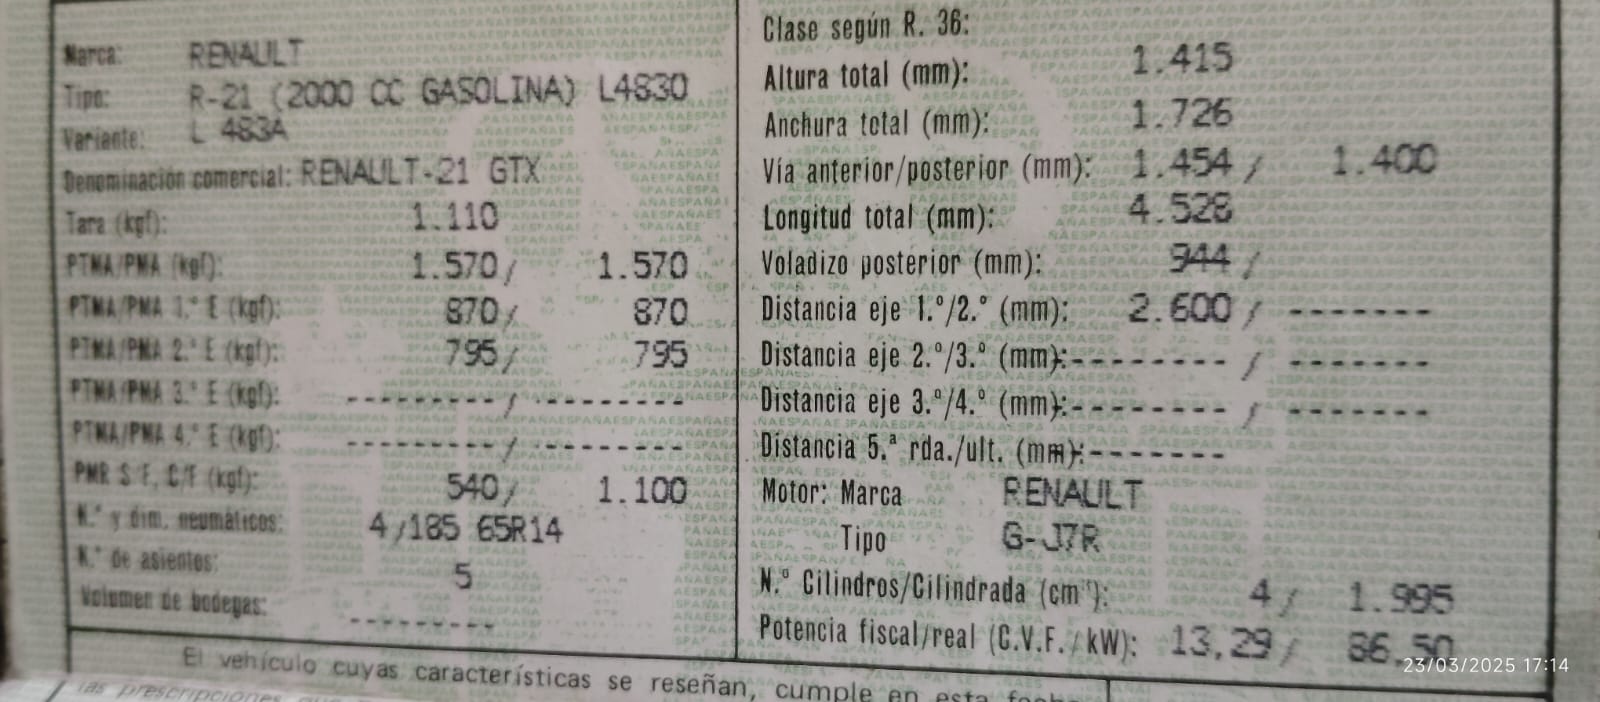 Marca: RENAULT
Tipo: R-21 (2000 CC GASOLINA) L4830
Variante: L 483A
Denominación comercial: RENAULT-21 GTX
Tara (kgf): 1.110
PTMA/PMA (kgf): 1.570/ 1.570
PTMA/PMA 1.º E (kgf): 870/ 870
PTMA/PMA 2.º E (kgf): 795/ 795
PTMA/PMA 3.º E (kgf): --------/--------
PTMA/PMA 4.º E (kgf): --------/--------
PMR S/F, C/F (kgf): 540/ 1.100
N.º y dim. neumáticos: 4/185 65R14
N.º de asientos: 5
Volumen de bodegas: --------
Clase según R. 36:
Altura total (mm): 1.415
Anchura total (mm): 1.726
Vía anterior/posterior (mm): 1.454 / 1.400
Longitud total (mm): 4.528
Voladizo posterior (mm): 944 /
Distancia eje 1.º/2.º (mm): 2.600 / -------
Distancia eje 2.º/3.º (mm):-------- / -------
Distancia eje 3.º/4.º (mm):-------- / -------
Distancia 5.ª rda./ult. (mm):-------
Motor: Marca RENAULT
Tipo G-J7R
N.º Cilindros/Cilindrada (cm³): 4/ 1.995
Potencia fiscal/real (C.V.F./kW): 13,29/ 86,50
El vehículo cuyas características se reseñan, cumple en esta
las prescripciones
23/03/2025 17:14